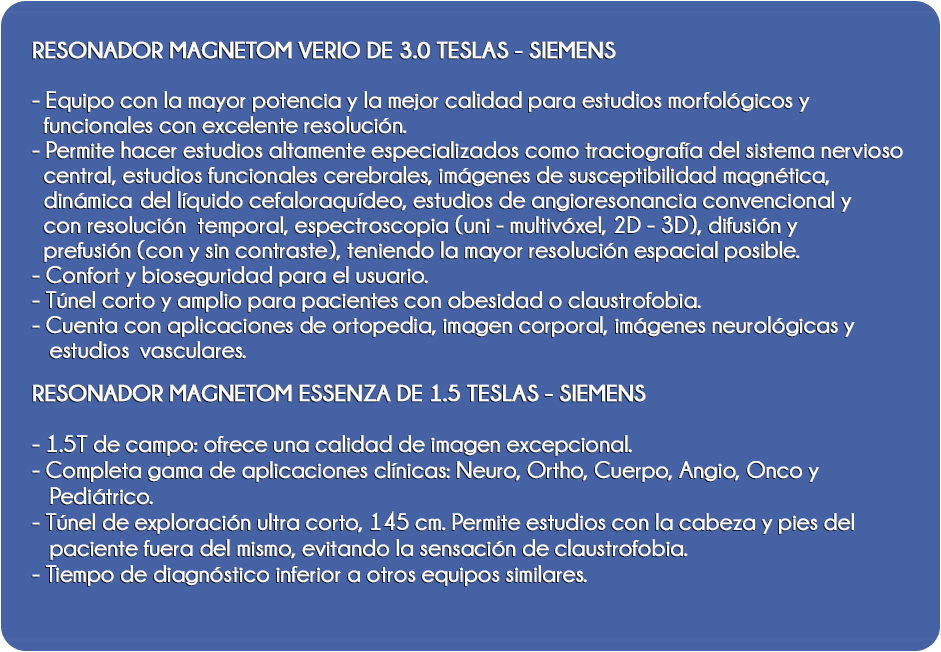 RESONADOR MAGNETOM VERIO DE 3.0 TESLAS - SIEMENS
- Equipo con la mayor potencia y la mejor calidad para estudios morfológicos y
funcionales con excelente resolución.
- Permite hacer estudios altamente especializados como tractografía del sistema nervioso
central, estudios funcionales cerebrales, imágenes de susceptibilidad magnética,
dinámica del líquido cefaloraquídeo, estudios de angioresonancia convencional y
con resolución temporal, espectroscopia (uni - multivóxel, 2D - 3D), difusión y
prefusión (con y sin contraste), teniendo la mayor resolución espacial posible.
- Confort y bioseguridad para el usuario.
- Túnel corto y amplio para pacientes con obesidad o claustrofobia.
- Cuenta con aplicaciones de ortopedia, imagen corporal, imágenes neurológicas y
estudios vasculares.
RESONADOR MAGNETOM ESSENZA DE 1.5 TESLAS - SIEMENS
- 1.5T de campo: ofrece una calidad de imagen excepcional.
- Completa gama de aplicaciones clínicas: Neuro, Ortho, Cuerpo, Angio, Onco y
Pediátrico.
- Túnel de exploración ultra corto, 145 cm. Permite estudios con la cabeza y pies del
paciente fuera del mismo, evitando la sensación de claustrofobia.
- Tiempo de diagnóstico inferior a otros equipos similares.